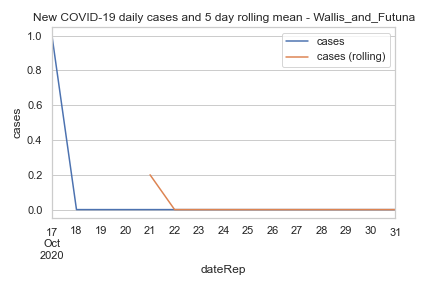 New COVID-19 daily cases and 5 day rolling mean - Wallis_and_Futuna
cases
cases (rolling)
1.0
0.8
0.6
0.4
0.2
0.0
cases
17 18 19 20 21 22 23 24 25 26 27 28 29 30 31
Oct
2020
dateRep